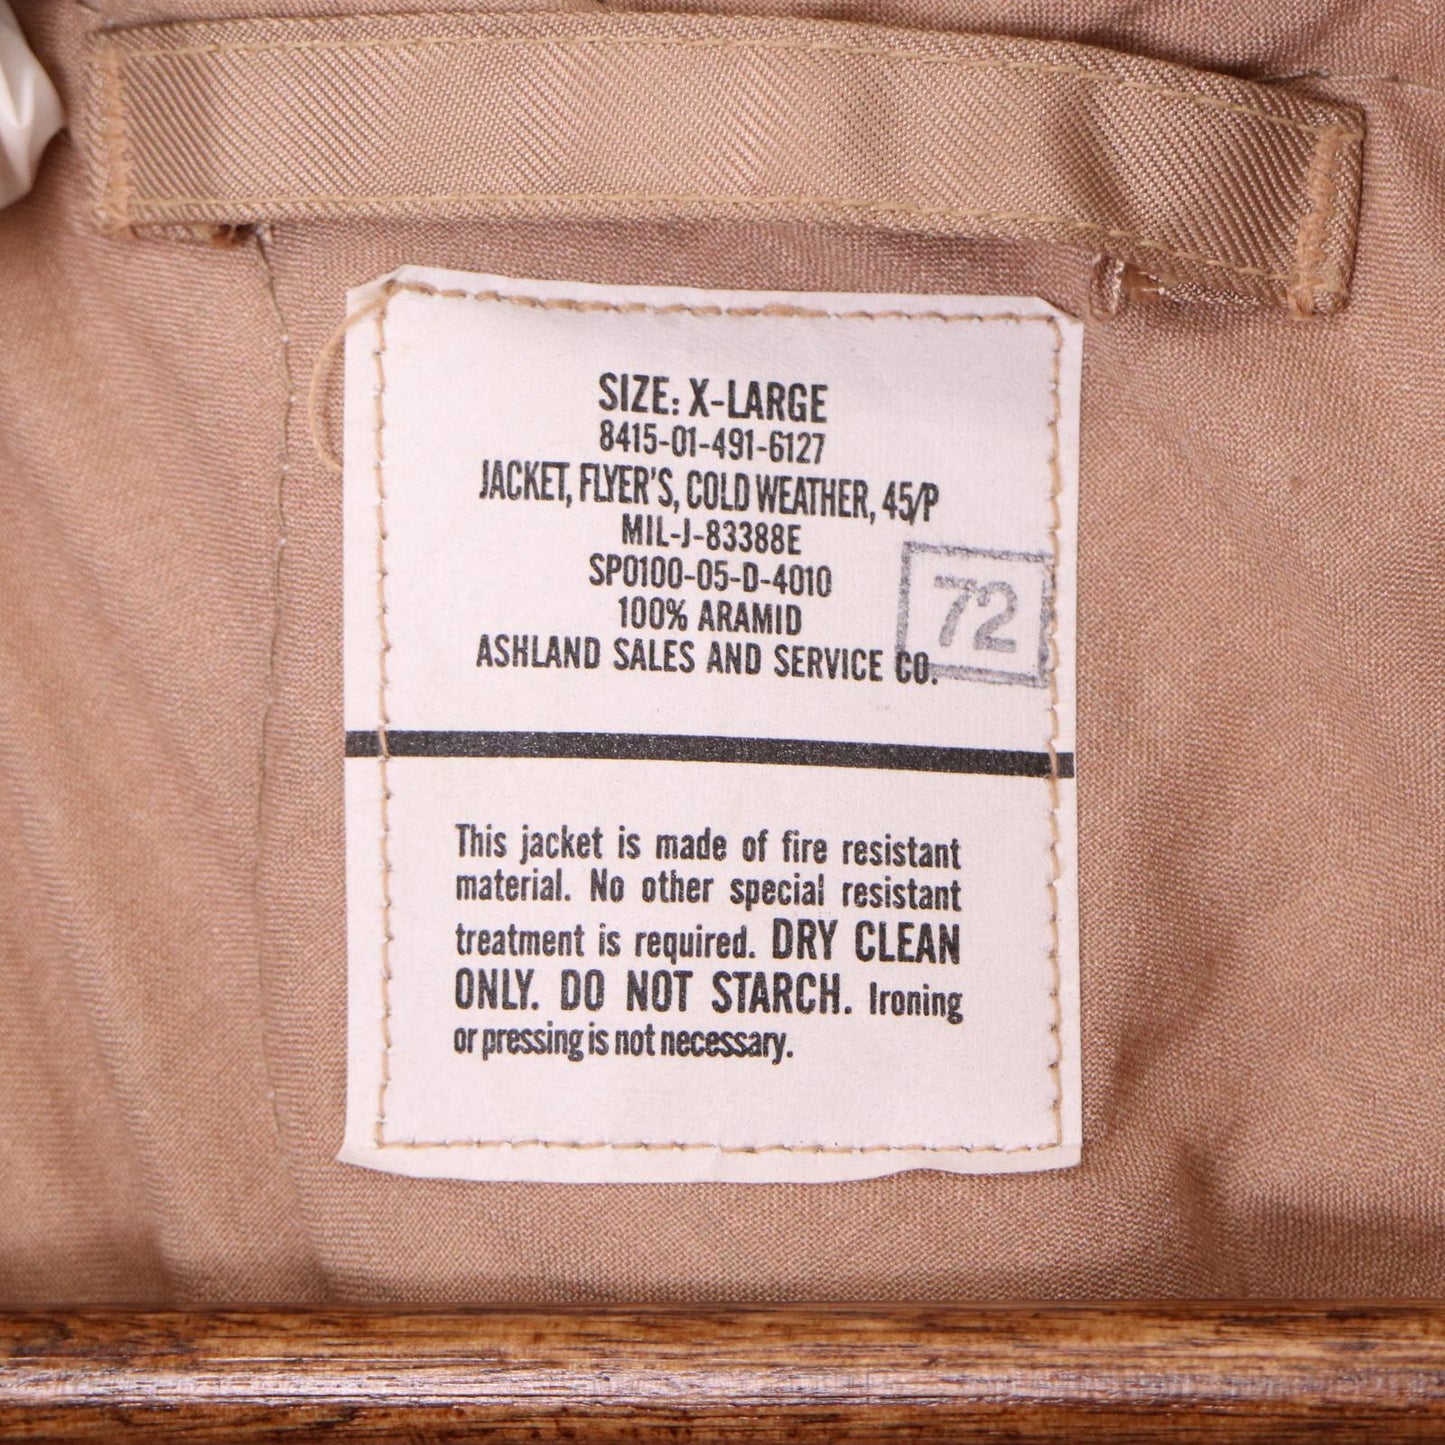 SIZE: X-LARGE
8415-01-491-6127
JACKET, FLYER'S, COLD WEATHER, 45/P
MIL-J-83388E
SP0100-05-D-4010
100% ARAMID
ASHLAND SALES AND SERVICE CO.
72
This jacket is made of fire resistant
material. No other special resistant
treatment is required. DRY CLEAN
ONLY. DO NOT STARCH. Ironing
or pressing is not necessary.